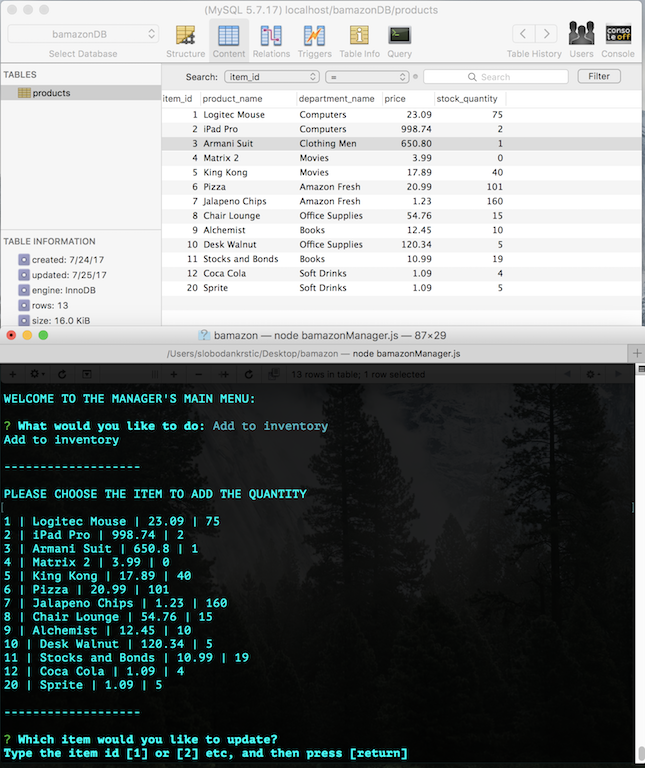 (MySQL 5.7.17) localhost/bamazonDB/products
bamazonDB
Select Database
Structure Content Relations Triggers Table Info Query
Table History Users Console
conso
le off
TABLES
products
Search: item_id = Search Filter
item_id product_name department_name price stock_quantity
1 Logitec Mouse Computers 23.09 75
2 iPad Pro Computers 998.74 2
3 Armani Suit Clothing Men 650.80 1
4 Matrix 2 Movies 3.99 0
5 King Kong Movies 17.89 40
6 Pizza Amazon Fresh 20.99 101
7 Jalapeno Chips Amazon Fresh 1.23 160
8 Chair Lounge Office Supplies 54.76 15
9 Alchemist Books 12.45 10
10 Desk Walnut Office Supplies 120.34 5
11 Stocks and Bonds Books 10.99 19
12 Coca Cola Soft Drinks 1.09 4
20 Sprite Soft Drinks 1.09 5
TABLE INFORMATION
created: 7/24/17
updated: 7/25/17
engine: InnoDB
rows: 13
size: 16.0 KiB
bamazon — node bamazonManager.js — 87×29
/Users/slobodankrstic/Desktop/bamazon — node bamazonManager.js
13 rows in table; 1 row selected
WELCOME TO THE MANAGER'S MAIN MENU:
? What would you like to do: Add to inventory
Add to inventory
-------------------
PLEASE CHOOSE THE ITEM TO ADD THE QUANTITY
1 | Logitec Mouse | 23.09 | 75
2 | iPad Pro | 998.74 | 2
3 | Armani Suit | 650.8 | 1
4 | Matrix 2 | 3.99 | 0
5 | King Kong | 17.89 | 40
6 | Pizza | 20.99 | 101
7 | Jalapeno Chips | 1.23 | 160
8 | Chair Lounge | 54.76 | 15
9 | Alchemist | 12.45 | 10
10 | Desk Walnut | 120.34 | 5
11 | Stocks and Bonds | 10.99 | 19
12 | Coca Cola | 1.09 | 4
20 | Sprite | 1.09 | 5
-------------------
? Which item would you like to update?
Type the item id [1] or [2] etc, and then press [return]